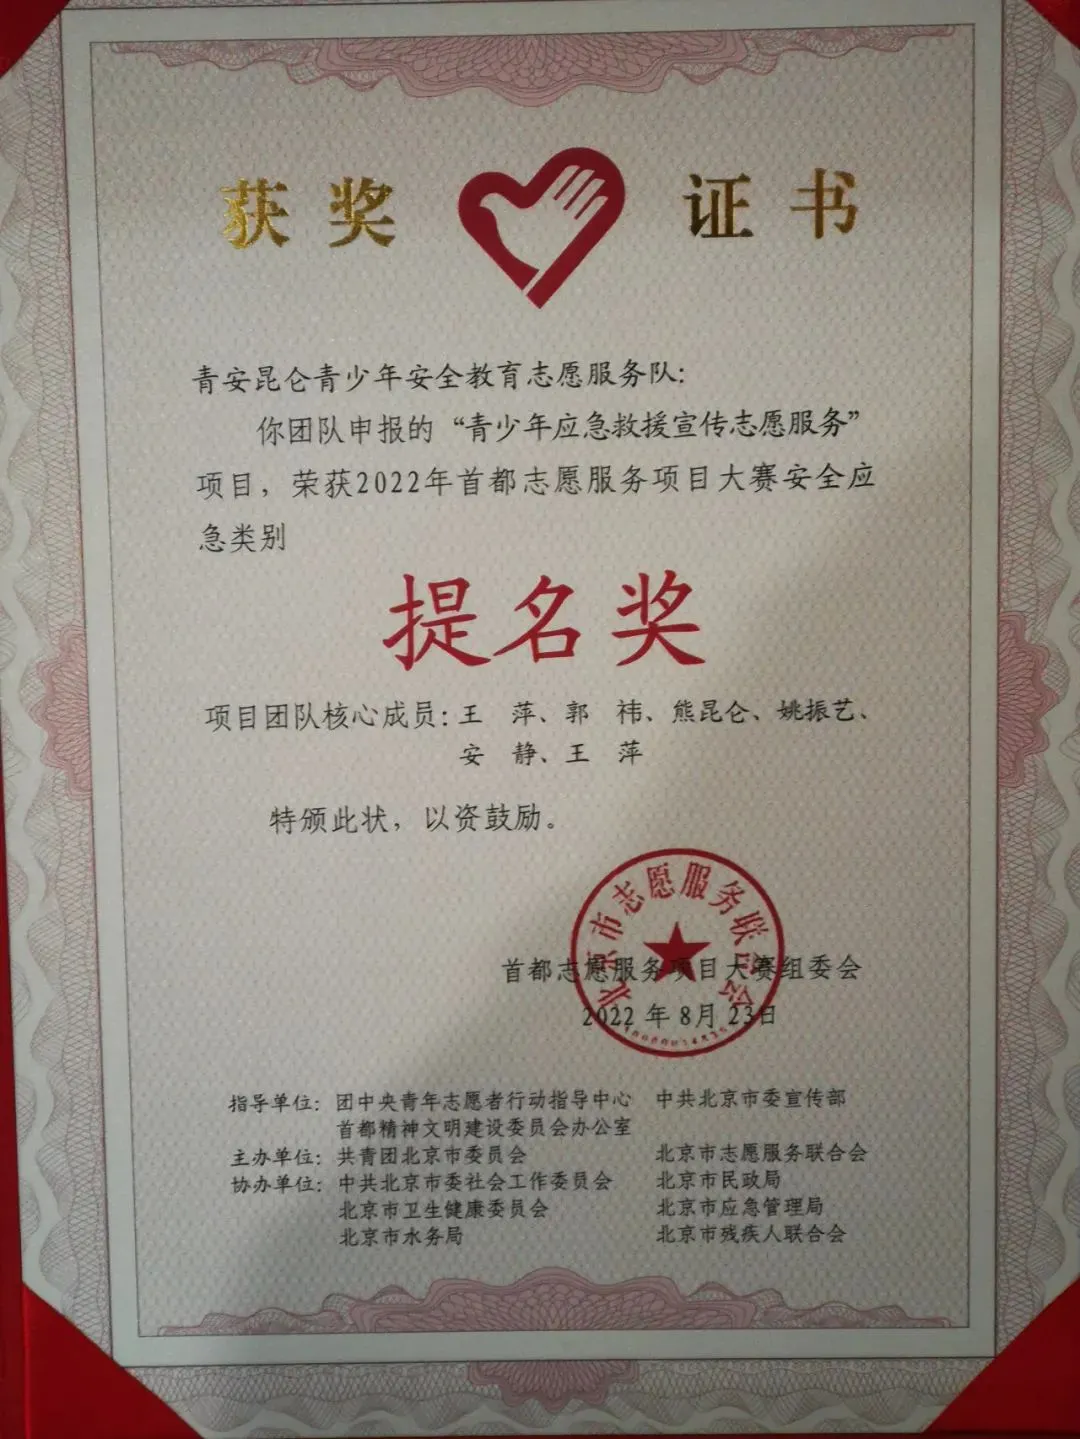 获奖 证书
青安昆仑青少年安全教育志愿服务队：
你团队申报的“青少年应急救援宣传志愿服务”
项目，荣获2022年首都志愿服务项目大赛安全应
急类别
提名奖
项目团队核心成员：王 萍、郭 祎、熊昆仑、姚振艺、
安 静、王 萍
特颁此状，以资鼓励。
北京市志愿服务联合会
首都志愿服务项目大赛组委会
2022 年 8月 23日
指导单位：团中央青年志愿者行动指导中心 中共北京市委宣传部
首都精神文明建设委员会办公室
主办单位：共青团北京市委员会 北京市志愿服务联合会
协办单位：中共北京市委社会工作委员会 北京市民政局
北京市卫生健康委员会 北京市应急管理局
北京市水务局 北京市残疾人联合会